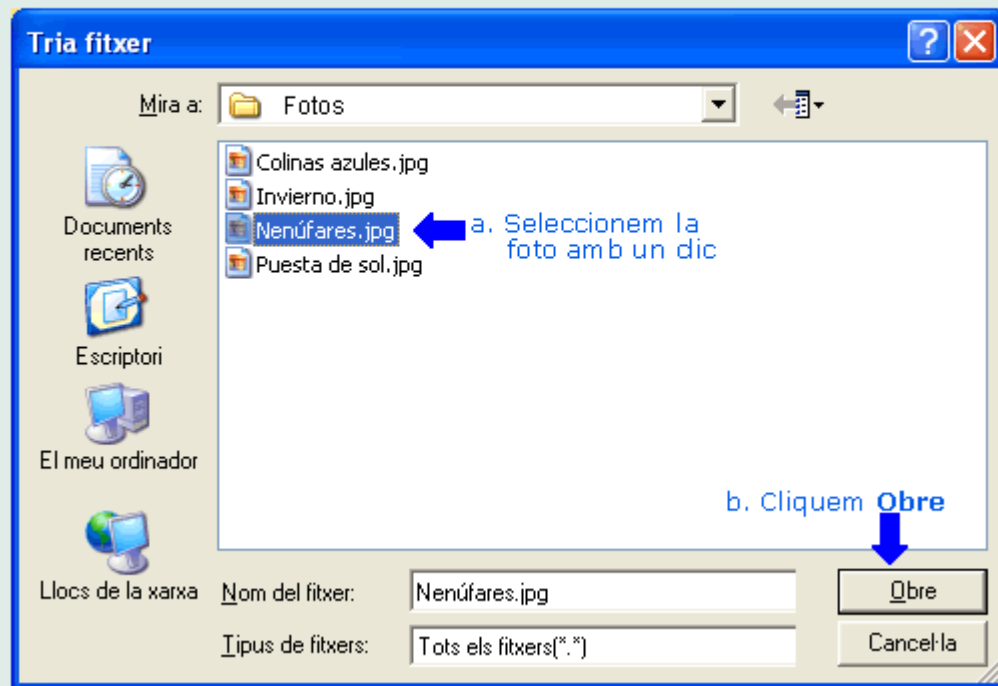 Tria fitxer
Mira a:
Fotos
Documents
recents
Escriptori
El meu ordinador
Llocs de la xarxa
Colinas azules.jpg
Invierno.jpg
Nenúfares.jpg
Puesta de sol.jpg
a. Seleccionem la
foto amb un clic
b. Cliquem Obre
Nom del fitxer:
Nenúfares.jpg
Obre
Tipus de fitxers:
Tots els fitxers(*.*)
Cancel·la